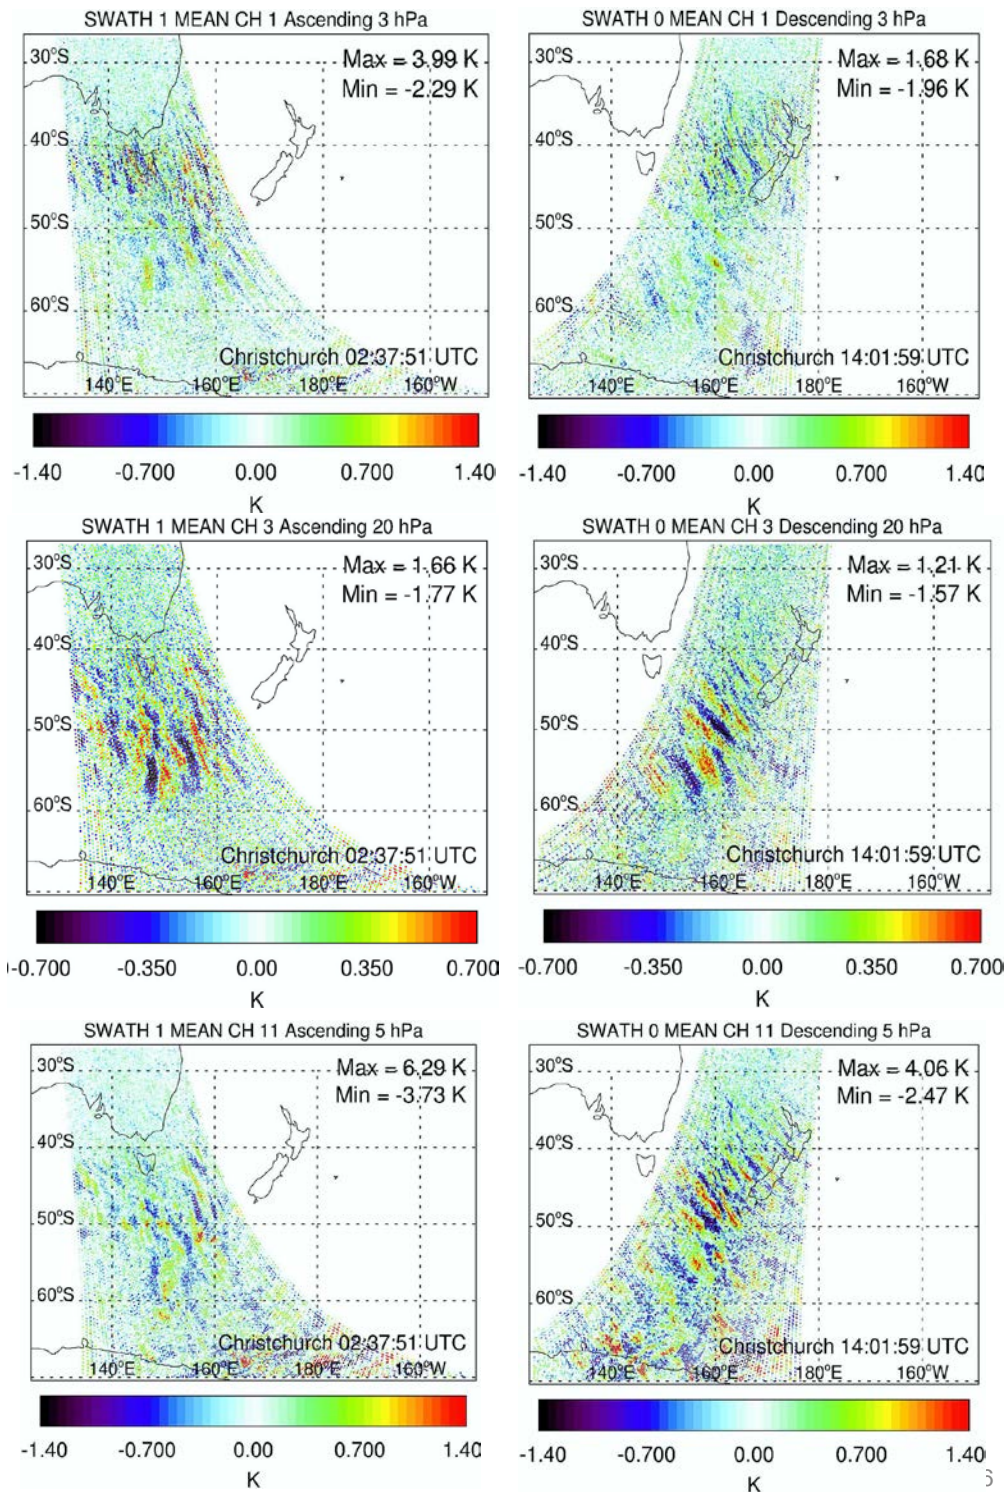 SWATH 1 MEAN CH 1 Ascending 3 hPa
30°S
Max = 3.99 K
Min = -2.29 K
40°S
50°S
60°S
Christchurch 02:37:51 UTC
140°E 160°E 180°E 160°W
-1.40 -0.700 0.00 0.700 1.40
K
SWATH 0 MEAN CH 1 Descending 3 hPa
30°S
Max = 1.68 K
Min = -1.96 K
40°S
50°S
60°S
Christchurch 14:01:59 UTC
140°E 160°E 180°E 160°W
-1.40 -0.700 0.00 0.700 1.40
K
SWATH 1 MEAN CH 3 Ascending 20 hPa
30°S
Max = 1.66 K
Min = -1.77 K
40°S
50°S
60°S
Christchurch 02:37:51 UTC
140°E 160°E 180°E 160°W
-0.700 -0.350 0.00 0.350 0.700
K
SWATH 0 MEAN CH 3 Descending 20 hPa
30°S
Max = 1.21 K
Min = -1.57 K
40°S
50°S
60°S
Christchurch 14:01:59 UTC
140°E 160°E 180°E 160°W
-0.700 -0.350 0.00 0.350 0.700
K
SWATH 1 MEAN CH 11 Ascending 5 hPa
30°S
Max = 6.29 K
Min = -3.73 K
40°S
50°S
60°S
Christchurch 02:37:51 UTC
140°E 160°E 180°E 160°W
-1.40 -0.700 0.00 0.700 1.40
K
SWATH 0 MEAN CH 11 Descending 5 hPa
30°S
Max = 4.06 K
Min = -2.47 K
40°S
50°S
60°S
Christchurch 14:01:59 UTC
140°E 160°E 180°E 160°W
-1.40 -0.700 0.00 0.700 1.40
K